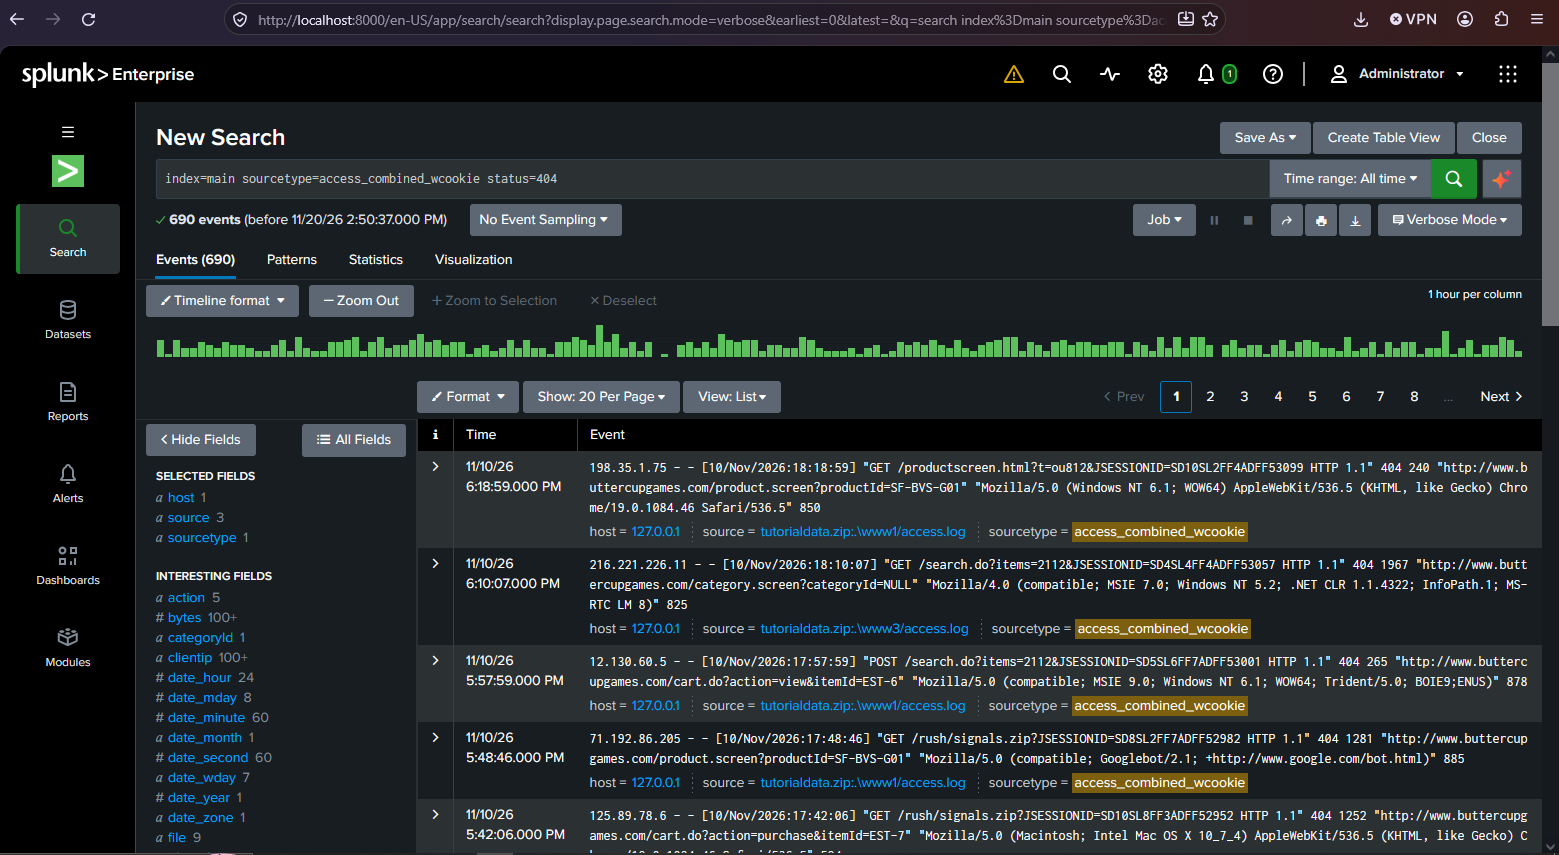 http://localhost:8000/en-US/app/search/search?display.page.search.mode=verbose&earliest=0&latest=&q=search index%3Dmain sourcetype%3Dac
VPN
splunk> Enterprise
1
Administrator
New Search
Save As
Create Table View
Close
index=main sourcetype=access_combined_wcookie status=404
Time range: All time
690 events (before 11/20/26 2:50:37.000 PM)
No Event Sampling
Job
Verbose Mode
Search
Datasets
Reports
Alerts
Dashboards
Modules
Events (690)
Patterns
Statistics
Visualization
Timeline format
Zoom Out
+ Zoom to Selection
× Deselect
1 hour per column
Format
Show: 20 Per Page
View: List
< Prev
1
2
3
4
5
6
7
8
...
Next >
< Hide Fields
All Fields
SELECTED FIELDS
a host 1
a source 3
a sourcetype 1
INTERESTING FIELDS
a action 5
# bytes 100+
a categoryId 1
a clientip 100+
# date_hour 24
# date_mday 8
# date_minute 60
a date_month 1
# date_second 60
a date_wday 7
# date_year 1
a date_zone 1
a file 9
i
Time
Event
11/10/26
6:18:59.000 PM
198.35.1.75 - - [10/Nov/2026:18:18:59] "GET /productscreen.html?t=ou812&JSESSIONID=SD10SL2FF4ADFF53099 HTTP 1.1" 404 240 "http://www.b
uttercupgames.com/product.screen?productId=SF-BVS-G01" "Mozilla/5.0 (Windows NT 6.1; WOW64) AppleWebKit/536.5 (KHTML, like Gecko) Chro
me/19.0.1084.46 Safari/536.5" 850
host = 127.0.0.1 source = tutorialdata.zip:.\www1/access.log sourcetype = access_combined_wcookie
11/10/26
6:10:07.000 PM
216.221.226.11 - - [10/Nov/2026:18:10:07] "GET /search.do?items=2112&JSESSIONID=SD4SL4FF4ADFF53057 HTTP 1.1" 404 1967 "http://www.butt
ercupgames.com/category.screen?categoryId=NULL" "Mozilla/4.0 (compatible; MSIE 7.0; Windows NT 5.2; .NET CLR 1.1.4322; InfoPath.1; MS-
RTC LM 8)" 825
host = 127.0.0.1 source = tutorialdata.zip:.\www3/access.log sourcetype = access_combined_wcookie
11/10/26
5:57:59.000 PM
12.130.60.5 - - [10/Nov/2026:17:57:59] "POST /search.do?items=2112&JSESSIONID=SD5SL6FF7ADFF53001 HTTP 1.1" 404 265 "http://www.butterc
upgames.com/cart.do?action=view&itemId=EST-6" "Mozilla/5.0 (compatible; MSIE 9.0; Windows NT 6.1; WOW64; Trident/5.0; BOIE9;ENUS)" 878
host = 127.0.0.1 source = tutorialdata.zip:.\www1/access.log sourcetype = access_combined_wcookie
11/10/26
5:48:46.000 PM
71.192.86.205 - - [10/Nov/2026:17:48:46] "GET /rush/signals.zip?JSESSIONID=SD8SL2FF7ADFF52982 HTTP 1.1" 404 1281 "http://www.buttercup
games.com/product.screen?productId=SF-BVS-G01" "Mozilla/5.0 (compatible; Googlebot/2.1; +http://www.google.com/bot.html)" 885
host = 127.0.0.1 source = tutorialdata.zip:.\www1/access.log sourcetype = access_combined_wcookie
11/10/26
5:42:06.000 PM
125.89.78.6 - - [10/Nov/2026:17:42:06] "GET /rush/signals.zip?JSESSIONID=SD10SL8FF3ADFF52952 HTTP 1.1" 404 1252 "http://www.buttercupg
ames.com/cart.do?action=purchase&itemId=EST-7" "Mozilla/5.0 (Macintosh; Intel Mac OS X 10_7_4) AppleWebKit/536.5 (KHTML, like Gecko) C